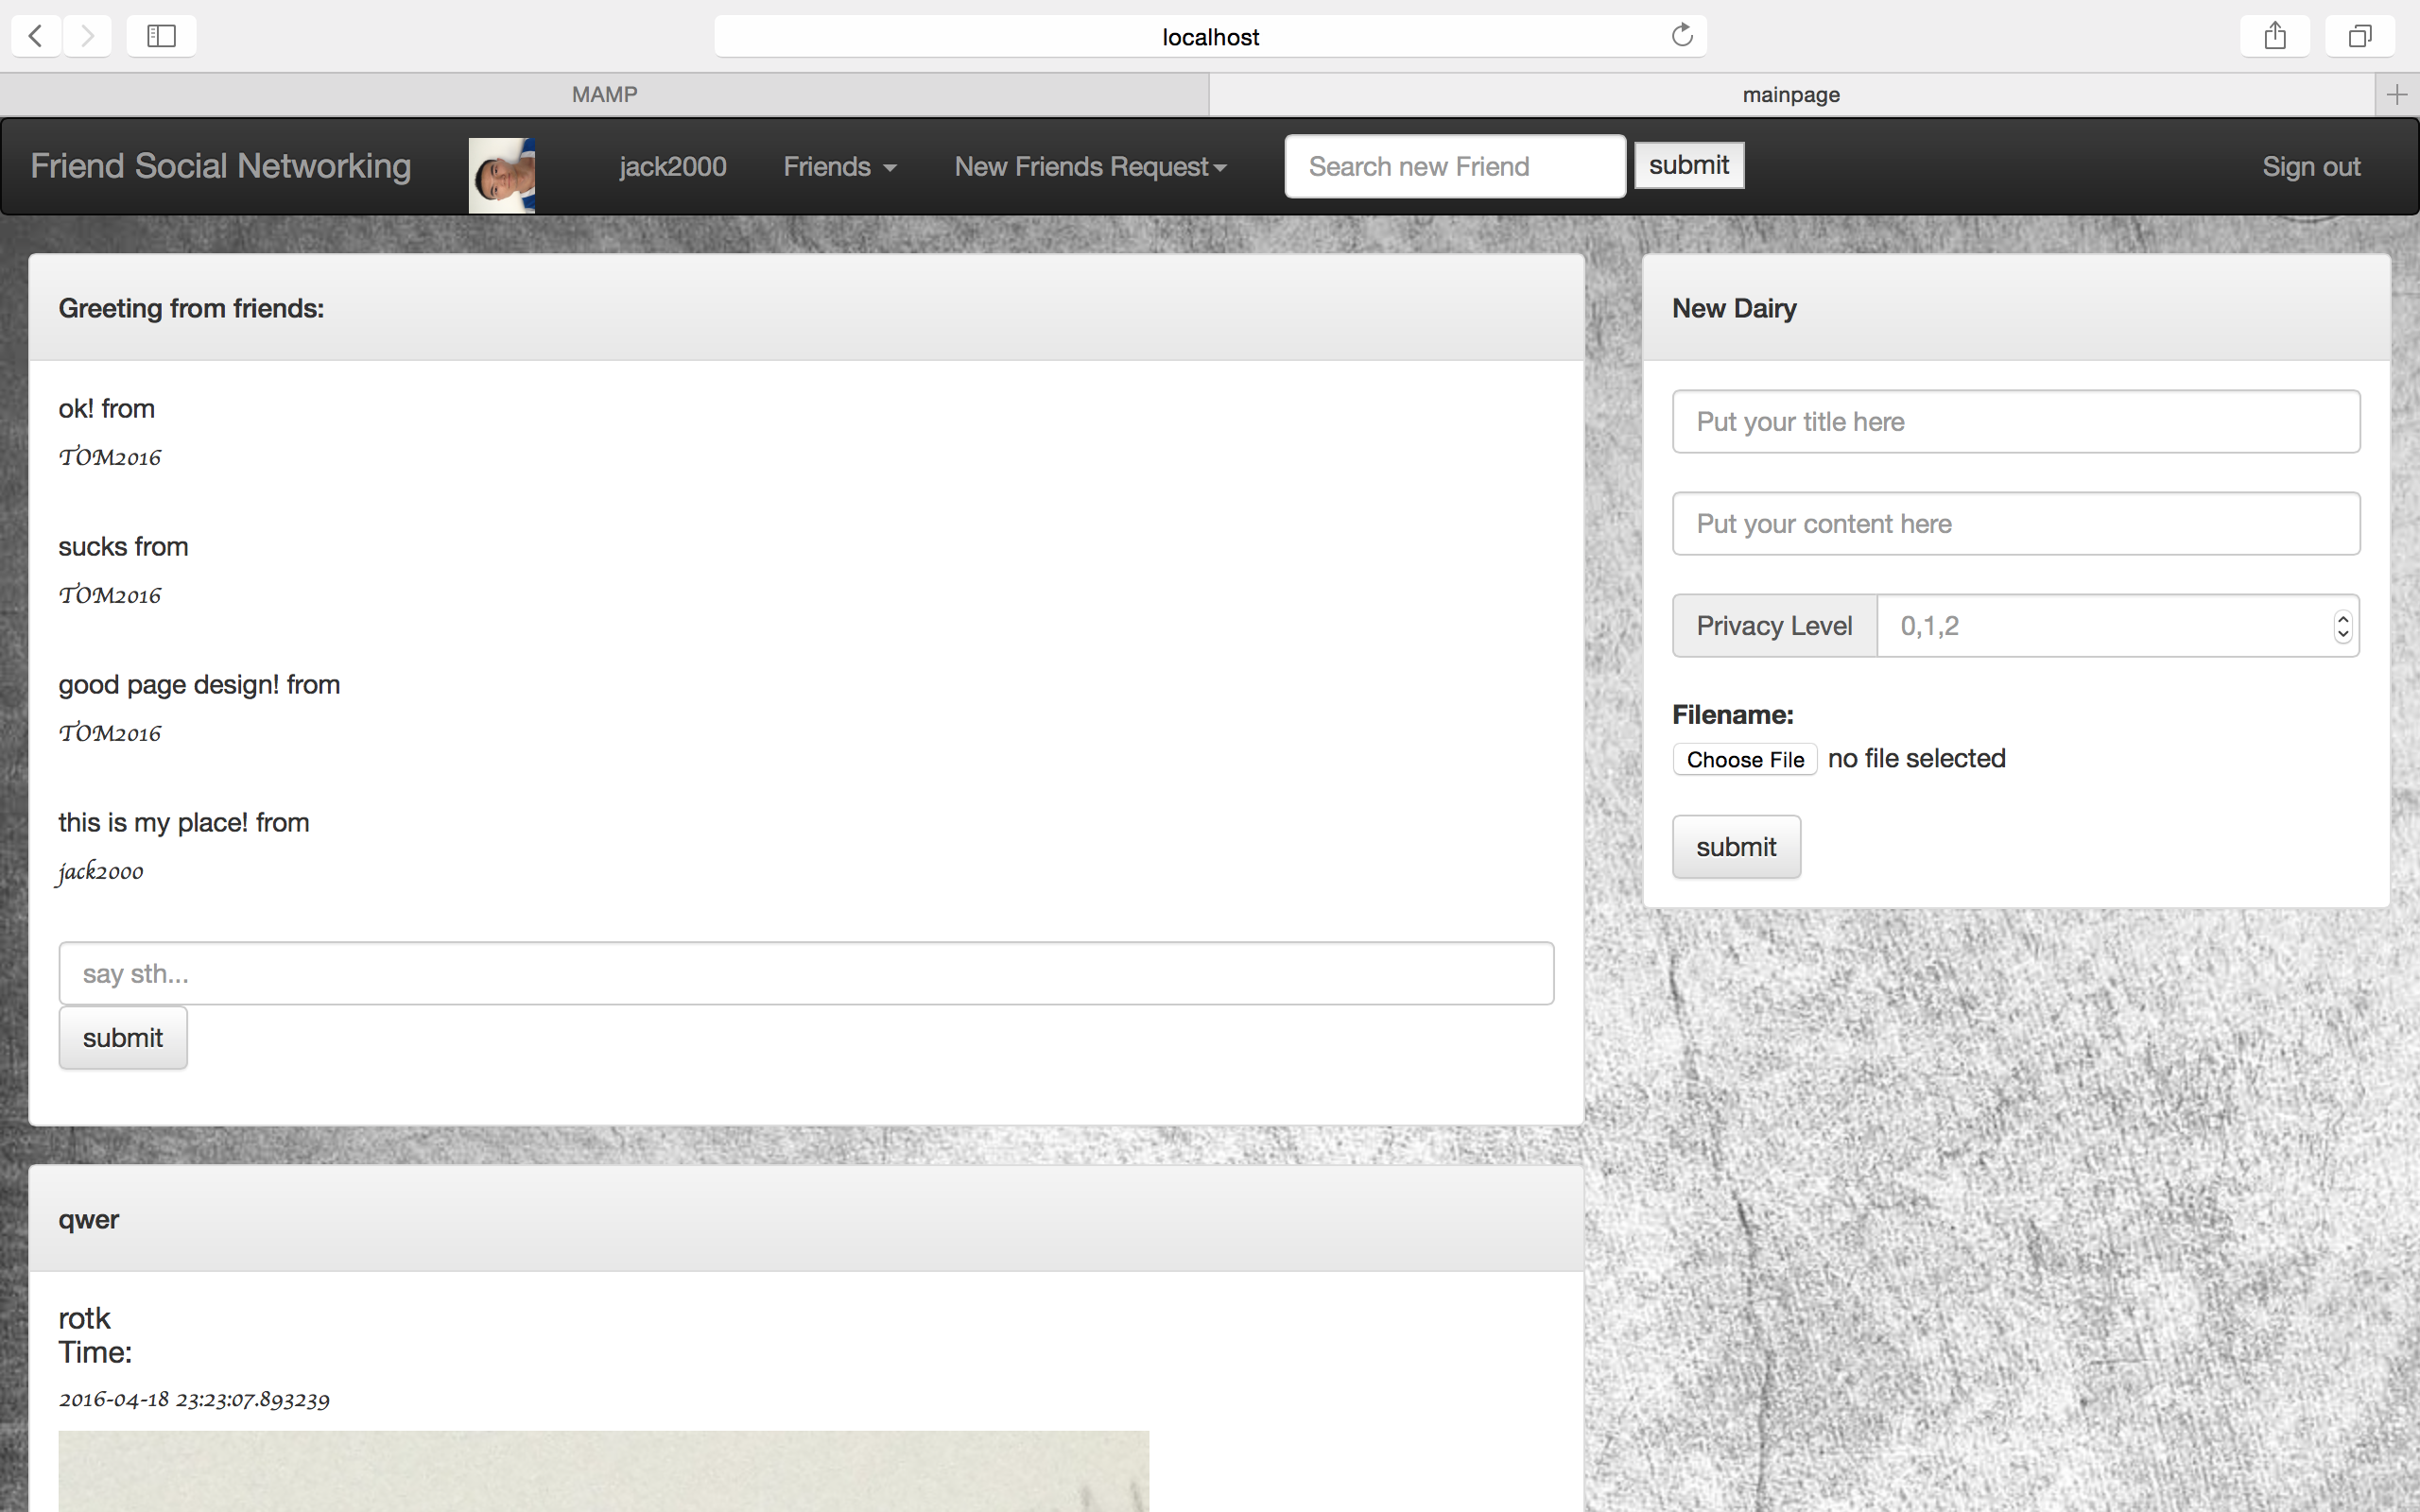 localhost
MAMP
mainpage
Friend Social Networking
jack2000
Friends
New Friends Request
Search new Friend
submit
Sign out
Greeting from friends:
ok! from
TOM2016
sucks from
TOM2016
good page design! from
TOM2016
this is my place! from
jack2000
say sth...
submit
New Dairy
Put your title here
Put your content here
Privacy Level 0,1,2
Filename:
Choose File no file selected
submit
qwer
rotk
Time:
2016-04-18 23:23:07.893239